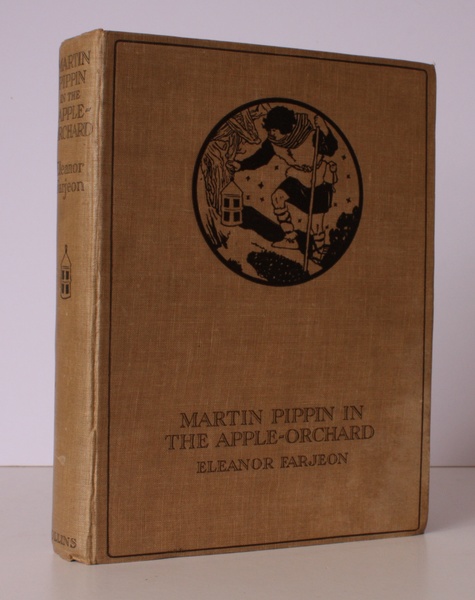 MARTIN
PIPPIN
IN THE
APPLE-
ORCHARD
Eleanor
Farjeon
MARTIN PIPPIN IN
THE APPLE-ORCHARD
ELEANOR FARJEON
COLLINS